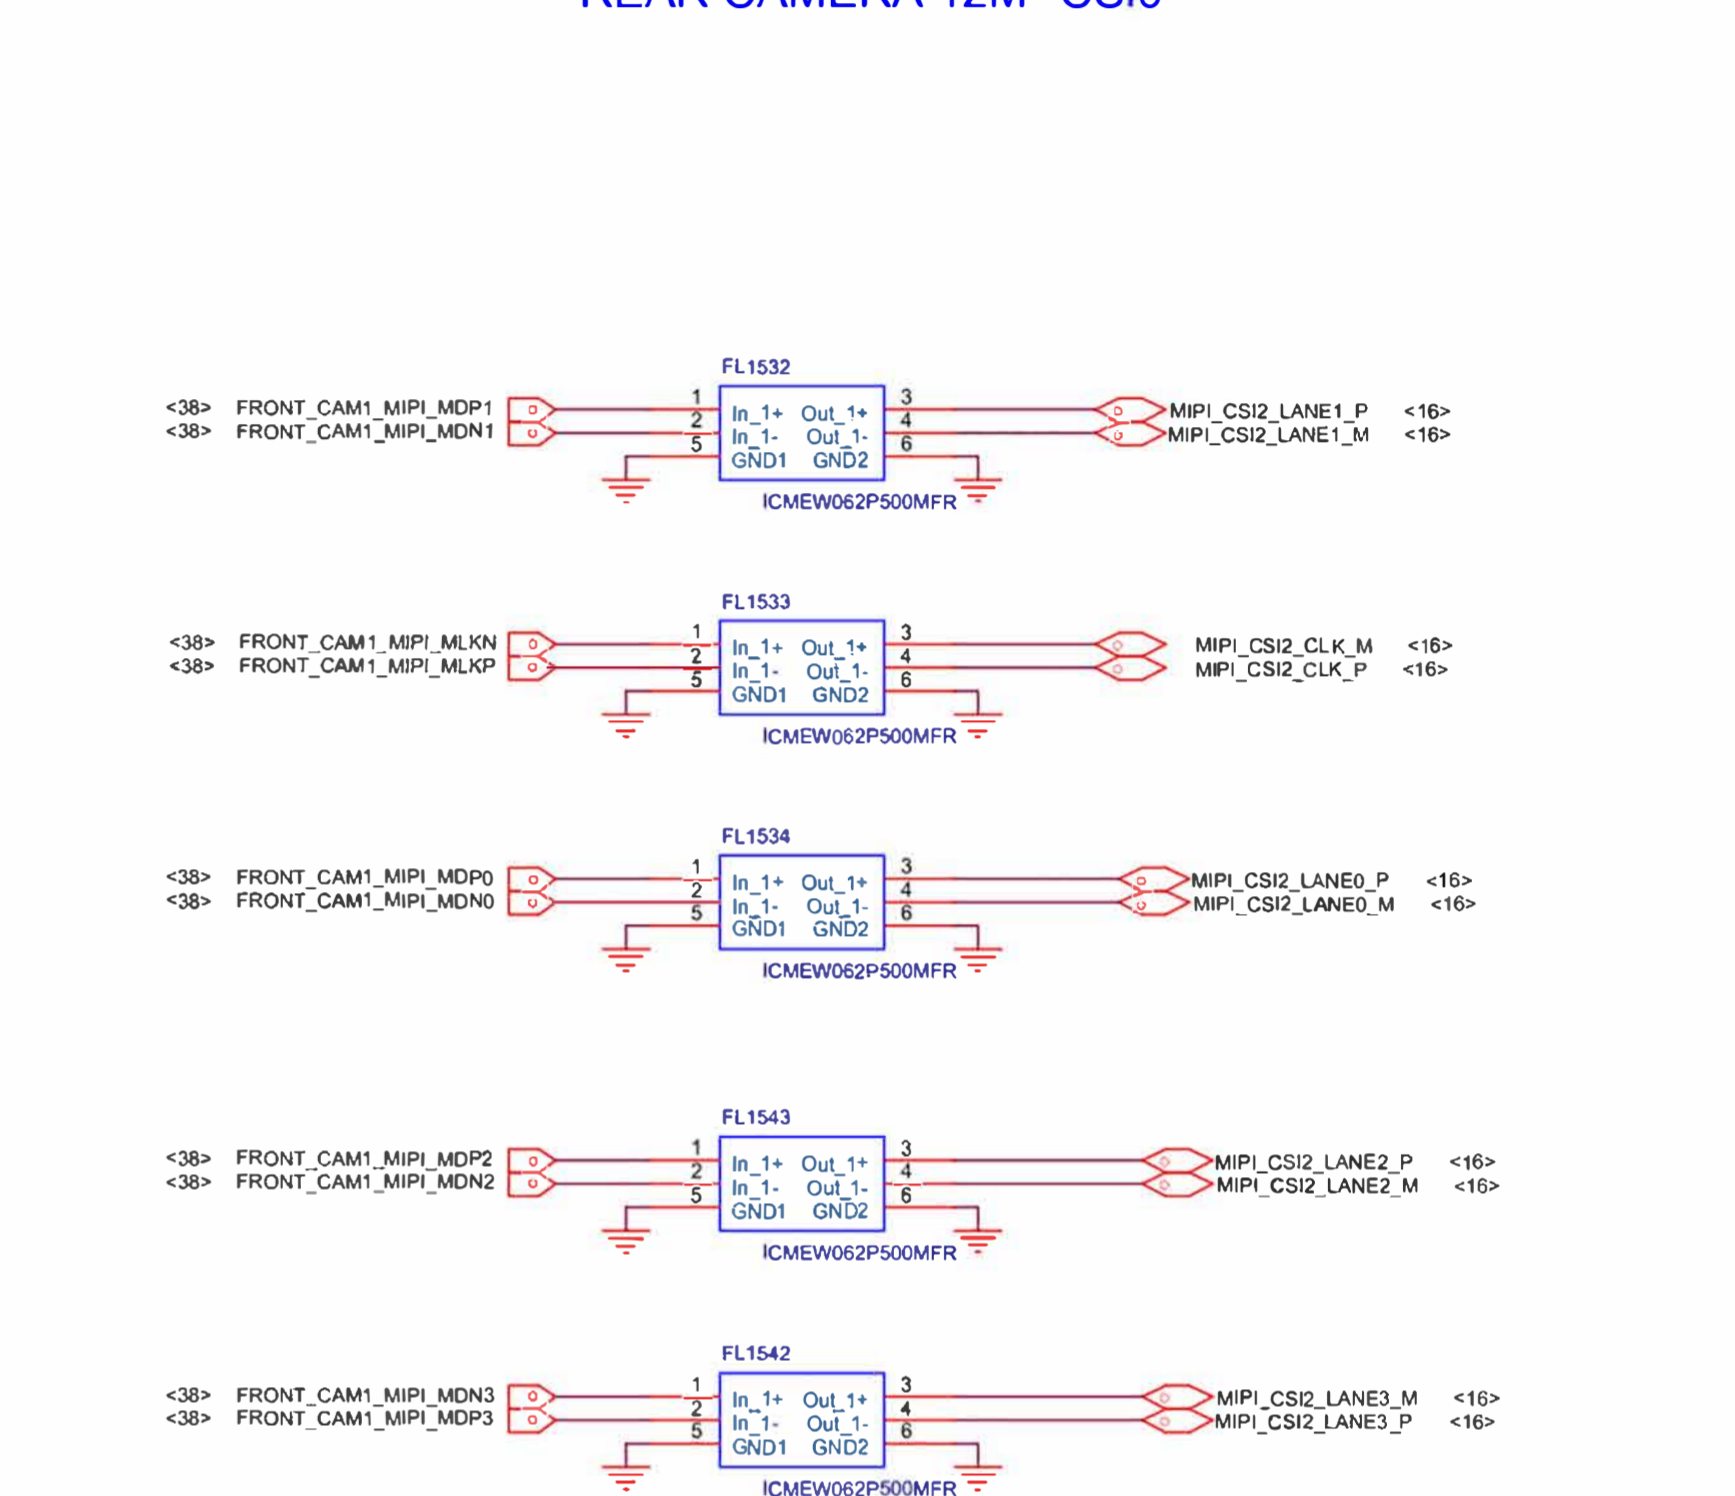 REAR CAMERA 12M CSI0
FL1532
<38> FRONT_CAM1_MIPI_MDP1 1 In_1+ Out_1+ 3 MIPI_CSI2_LANE1_P <16>
<38> FRONT_CAM1_MIPI_MDN1 2 In_1- Out_1- 4 MIPI_CSI2_LANE1_M <16>
5 GND1 GND2 6
ICMEW062P500MFR
FL1533
<38> FRONT_CAM1_MIPI_MLKN 1 In_1+ Out_1+ 3 MIPI_CSI2_CLK_M <16>
<38> FRONT_CAM1_MIPI_MLKP 2 In_1- Out_1- 4 MIPI_CSI2_CLK_P <16>
5 GND1 GND2 6
ICMEW062P500MFR
FL1534
<38> FRONT_CAM1_MIPI_MDP0 1 In_1+ Out_1+ 3 MIPI_CSI2_LANE0_P <16>
<38> FRONT_CAM1_MIPI_MDN0 2 In_1- Out_1- 4 MIPI_CSI2_LANE0_M <16>
5 GND1 GND2 6
ICMEW062P500MFR
FL1543
<38> FRONT_CAM1_MIPI_MDP2 1 In_1+ Out_1+ 3 MIPI_CSI2_LANE2_P <16>
<38> FRONT_CAM1_MIPI_MDN2 2 In_1- Out_1- 4 MIPI_CSI2_LANE2_M <16>
5 GND1 GND2 6
ICMEW062P500MFR
FL1542
<38> FRONT_CAM1_MIPI_MDN3 1 In_1+ Out_1+ 3 MIPI_CSI2_LANE3_M <16>
<38> FRONT_CAM1_MIPI_MDP3 2 In_1- Out_1- 4 MIPI_CSI2_LANE3_P <16>
5 GND1 GND2 6
ICMEW062P500MFR